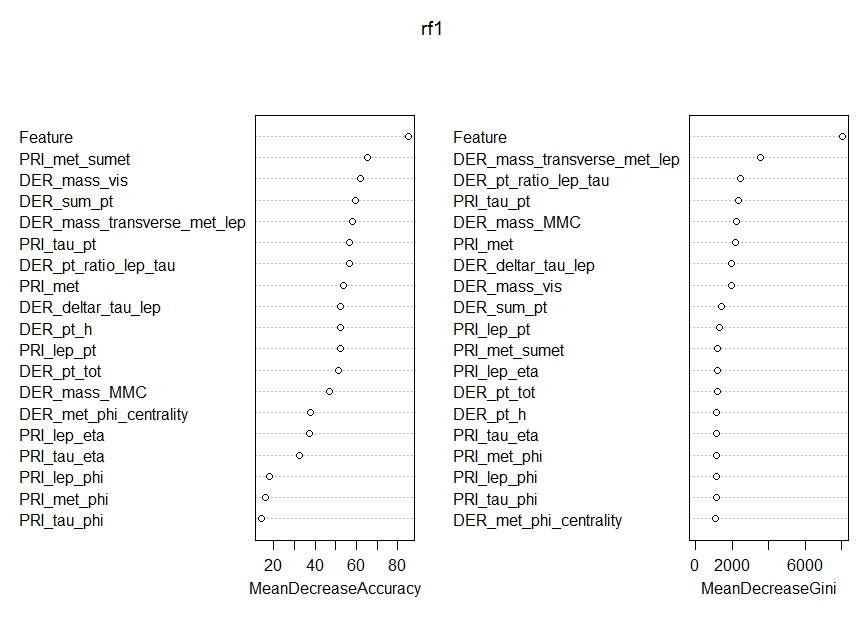 rf1
Feature
PRI_met_sumet
DER_mass_vis
DER_sum_pt
DER_mass_transverse_met_lep
PRI_tau_pt
DER_pt_ratio_lep_tau
PRI_met
DER_deltar_tau_lep
DER_pt_h
PRI_lep_pt
DER_pt_tot
DER_mass_MMC
DER_met_phi_centrality
PRI_lep_eta
PRI_tau_eta
PRI_lep_phi
PRI_met_phi
PRI_tau_phi
20 40 60 80
MeanDecreaseAccuracy
Feature
DER_mass_transverse_met_lep
DER_pt_ratio_lep_tau
PRI_tau_pt
DER_mass_MMC
PRI_met
DER_deltar_tau_lep
DER_mass_vis
DER_sum_pt
PRI_lep_pt
PRI_met_sumet
PRI_lep_eta
DER_pt_tot
DER_pt_h
PRI_tau_eta
PRI_met_phi
PRI_lep_phi
PRI_tau_phi
DER_met_phi_centrality
0 2000 6000
MeanDecreaseGini